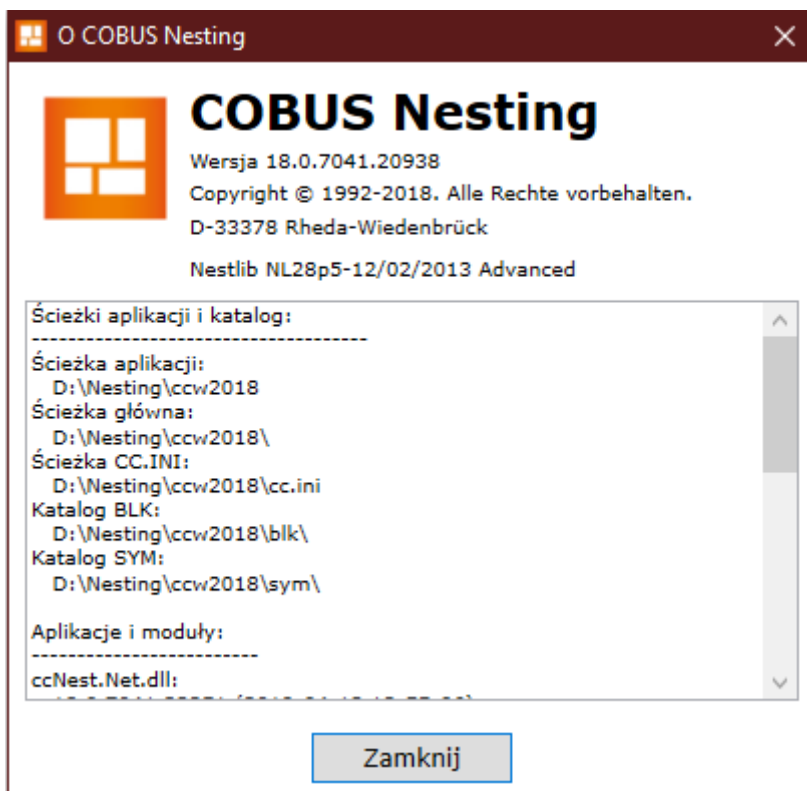 O COBUS Nesting
COBUS Nesting
Wersja 18.0.7041.20938
Copyright © 1992-2018. Alle Rechte vorbehalten.
D-33378 Rheda-Wiedenbrück
Nestlib NL28p5-12/02/2013 Advanced
Ścieżki aplikacji i katalog:
-------------------------------------
Ścieżka aplikacji:
D:\Nesting\ccw2018
Ścieżka główna:
D:\Nesting\ccw2018\
Ścieżka CC.INI:
D:\Nesting\ccw2018\cc.ini
Katalog BLK:
D:\Nesting\ccw2018\blk\
Katalog SYM:
D:\Nesting\ccw2018\sym\
Aplikacje i moduły:
-------------------------
ccNest.Net.dll:
Zamknij